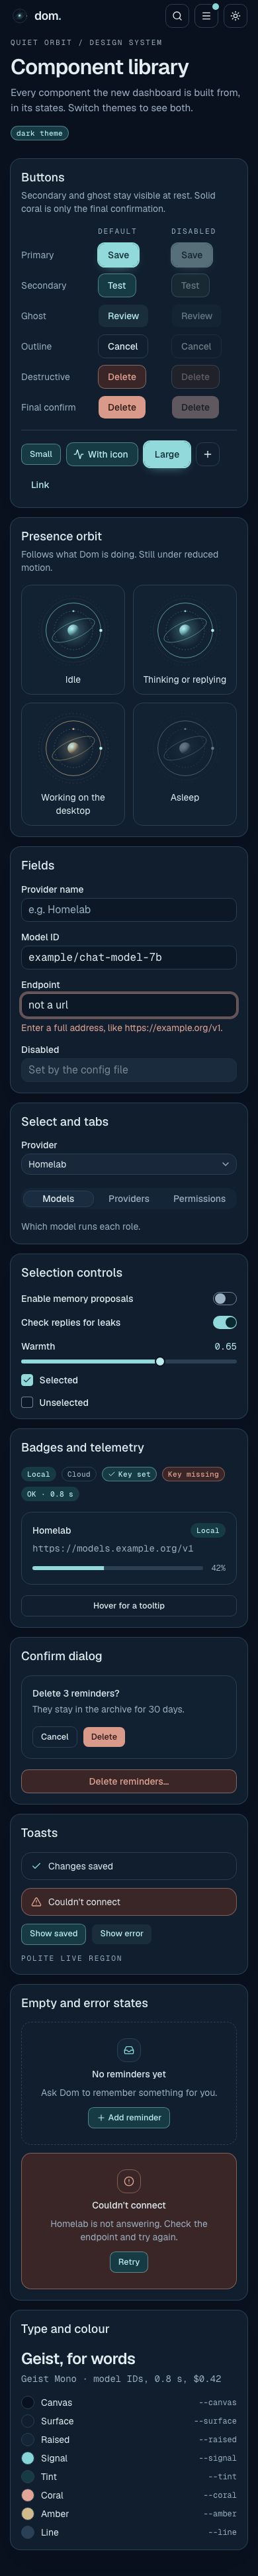 dom.
QUIET ORBIT / DESIGN SYSTEM
Component library
Every component the new dashboard is built from,
in its states. Switch themes to see both.
dark theme
Buttons
Secondary and ghost stay visible at rest. Solid
coral is only the final confirmation.
DEFAULT DISABLED
Primary Save Save
Secondary Test Test
Ghost Review Review
Outline Cancel Cancel
Destructive Delete Delete
Final confirm Delete Delete
Small With icon Large
Link
Presence orbit
Follows what Dom is doing. Still under reduced
motion.
Idle Thinking or replying
Working on the
desktop
Asleep
Fields
Provider name
e.g. Homelab
Model ID
example/chat-model-7b
Endpoint
not a url
Enter a full address, like https://example.org/v1.
Disabled
Set by the config file
Select and tabs
Provider
Homelab
Models Providers Permissions
Which model runs each role.
Selection controls
Enable memory proposals
Check replies for leaks
Warmth 0.65
Selected
Unselected
Badges and telemetry
Local Cloud Key set Key missing
OK · 0.8 s
Homelab Local
https://models.example.org/v1
42%
Hover for a tooltip
Confirm dialog
Delete 3 reminders?
They stay in the archive for 30 days.
Cancel Delete
Delete reminders…
Toasts
Changes saved
Couldn't connect
Show saved Show error
POLITE LIVE REGION
Empty and error states
No reminders yet
Ask Dom to remember something for you.
Add reminder
Couldn't connect
Homelab is not answering. Check the
endpoint and try again.
Retry
Type and colour
Geist, for words
Geist Mono · model IDs, 0.8 s, $0.42
Canvas --canvas
Surface --surface
Raised --raised
Signal --signal
Tint --tint
Coral --coral
Amber --amber
Line --line